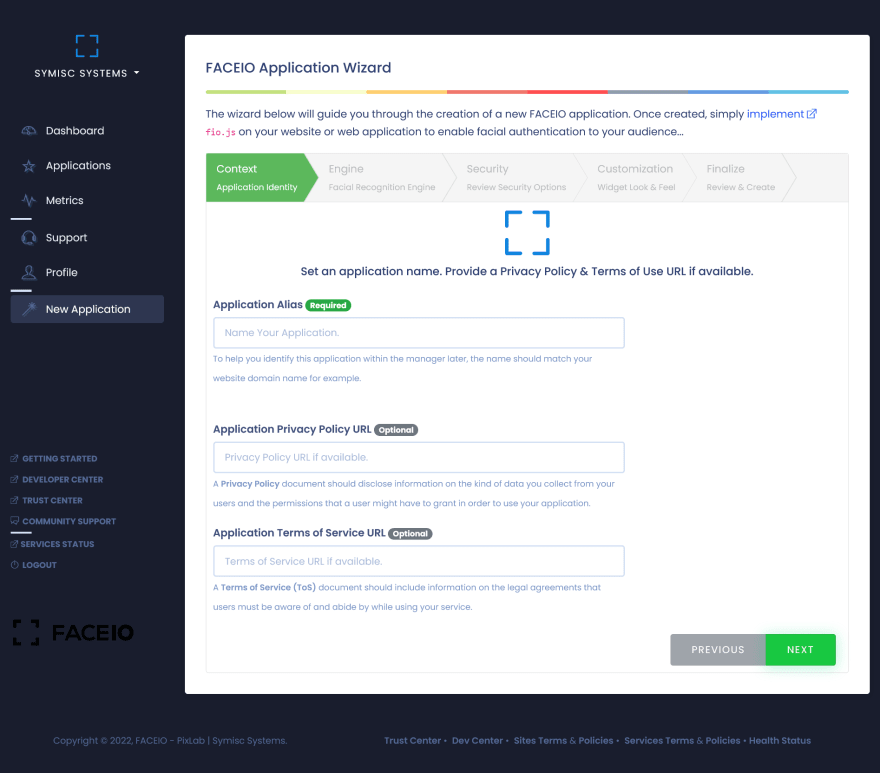 SYMISC SYSTEMS
Dashboard
Applications
Metrics
Support
Profile
New Application
GETTING STARTED
DEVELOPER CENTER
TRUST CENTER
COMMUNITY SUPPORT
SERVICES STATUS
LOGOUT
FACEIO
FACEIO Application Wizard
The wizard below will guide you through the creation of a new FACEIO application. Once created, simply implement
fio.js on your website or web application to enable facial authentication to your audience...
Context
Application Identity
Engine
Facial Recognition Engine
Security
Review Security Options
Customization
Widget Look & Feel
Finalize
Review & Create
Set an application name. Provide a Privacy Policy & Terms of Use URL if available.
Application Alias Required
Name Your Application.
To help you identify this application within the manager later, the name should match your
website domain name for example.
Application Privacy Policy URL Optional
Privacy Policy URL if available.
A Privacy Policy document should disclose information on the kind of data you collect from your
users and the permissions that a user might have to grant in order to use your application.
Application Terms of Service URL Optional
Terms of Service URL if available.
A Terms of Service (ToS) document should include information on the legal agreements that
users must be aware of and abide by while using your service.
PREVIOUS NEXT
Copyright © 2022, FACEIO - PixLab | Symisc Systems.
Trust Center • Dev Center • Sites Terms & Policies • Services Terms & Policies • Health Status